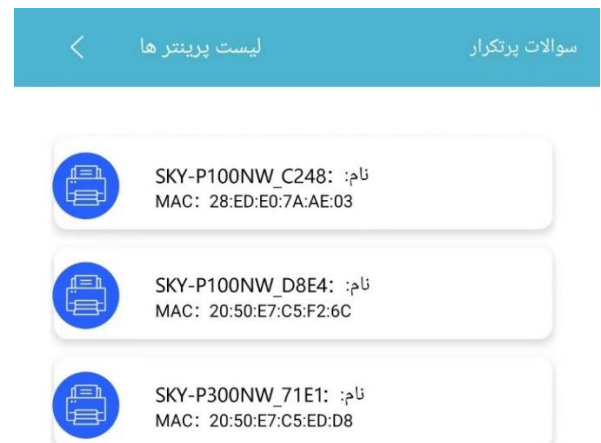 سوالات پرتکرار
لیست پرینتر ها
نام: SKY-P100NW_C248:
MAC: 28:ED:E0:7A:AE:03
نام: SKY-P100NW_D8E4:
MAC: 20:50:E7:C5:F2:6C
نام: SKY-P300NW_71E1:
MAC: 20:50:E7:C5:ED:D8